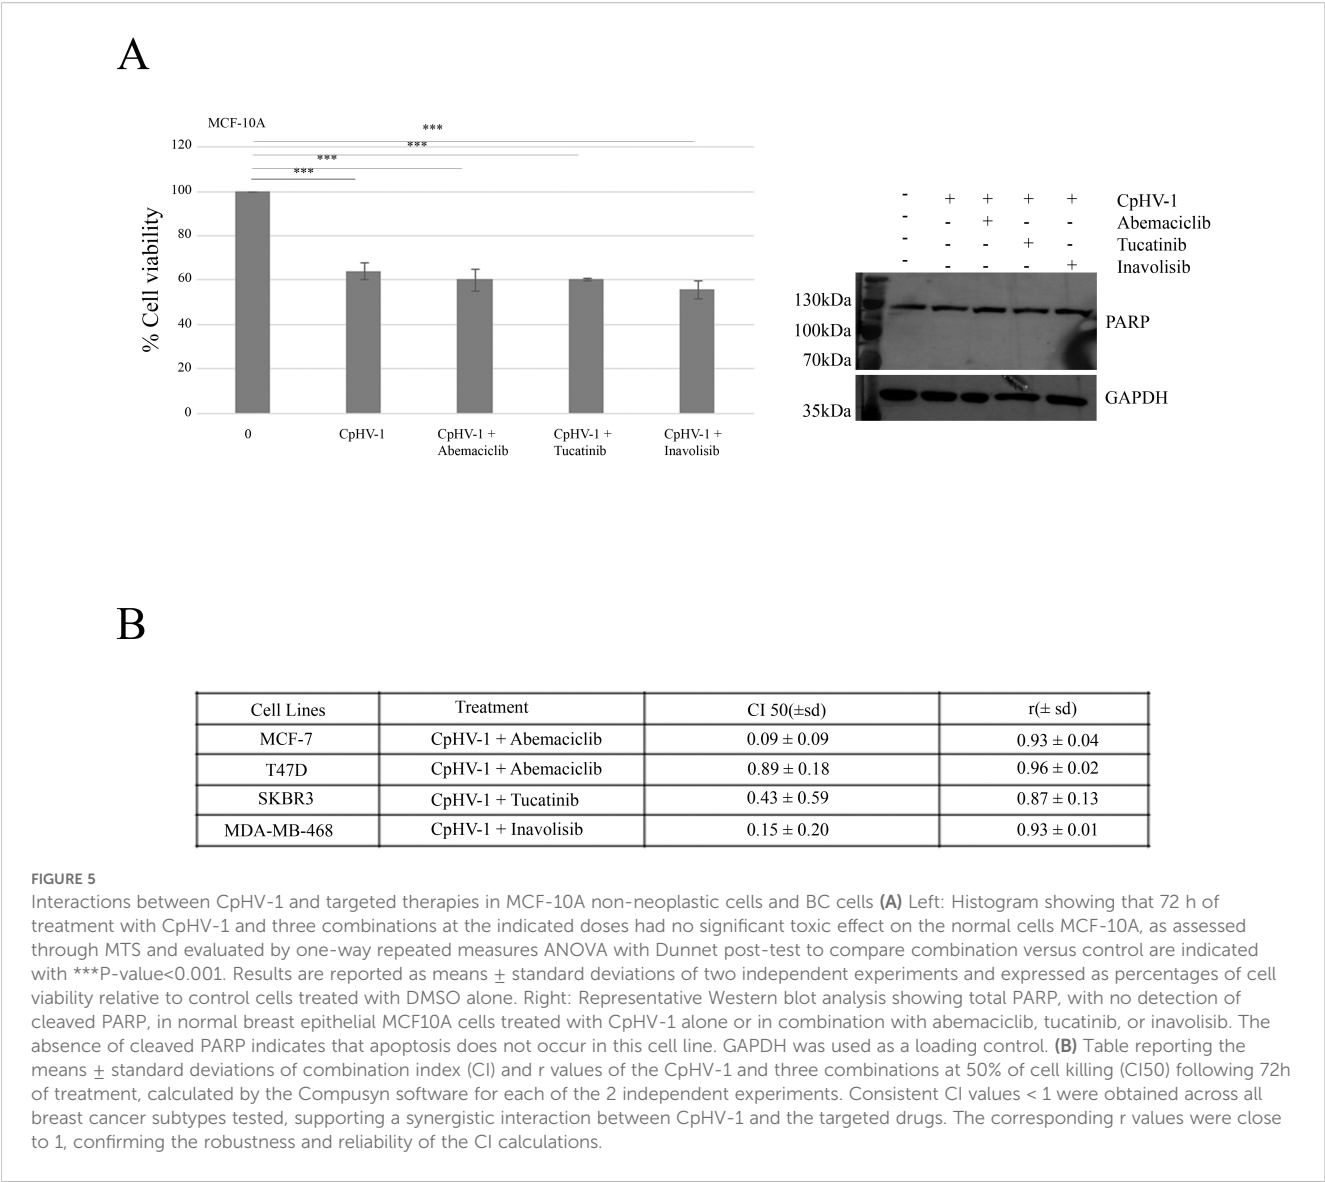 A
MCF-10A
***
***
***
***
120
100
80
60
40
20
0
% Cell viability
0
CpHV-1
CpHV-1 +
Abemaciclib
CpHV-1 +
Tucatinib
CpHV-1 +
Inavolisib
- + + + + CpHV-1
- - + - - Abemaciclib
- - - + - Tucatinib
- - - - + Inavolisib
130kDa
100kDa
70kDa
PARP
35kDa
GAPDH
B
Cell Lines Treatment CI 50(±sd) r(± sd)
MCF-7 CpHV-1 + Abemaciclib 0.09 ± 0.09 0.93 ± 0.04
T47D CpHV-1 + Abemaciclib 0.89 ± 0.18 0.96 ± 0.02
SKBR3 CpHV-1 + Tucatinib 0.43 ± 0.59 0.87 ± 0.13
MDA-MB-468 CpHV-1 + Inavolisib 0.15 ± 0.20 0.93 ± 0.01
FIGURE 5
Interactions between CpHV-1 and targeted therapies in MCF-10A non-neoplastic cells and BC cells (A) Left: Histogram showing that 72 h of
treatment with CpHV-1 and three combinations at the indicated doses had no significant toxic effect on the normal cells MCF-10A, as assessed
through MTS and evaluated by one-way repeated measures ANOVA with Dunnet post-test to compare combination versus control are indicated
with ***P-value<0.001. Results are reported as means ± standard deviations of two independent experiments and expressed as percentages of cell
viability relative to control cells treated with DMSO alone. Right: Representative Western blot analysis showing total PARP, with no detection of
cleaved PARP, in normal breast epithelial MCF10A cells treated with CpHV-1 alone or in combination with abemaciclib, tucatinib, or inavolisib. The
absence of cleaved PARP indicates that apoptosis does not occur in this cell line. GAPDH was used as a loading control. (B) Table reporting the
means ± standard deviations of combination index (CI) and r values of the CpHV-1 and three combinations at 50% of cell killing (CI50) following 72h
of treatment, calculated by the Compusyn software for each of the 2 independent experiments. Consistent CI values < 1 were obtained across all
breast cancer subtypes tested, supporting a synergistic interaction between CpHV-1 and the targeted drugs. The corresponding r values were close
to 1, confirming the robustness and reliability of the CI calculations.